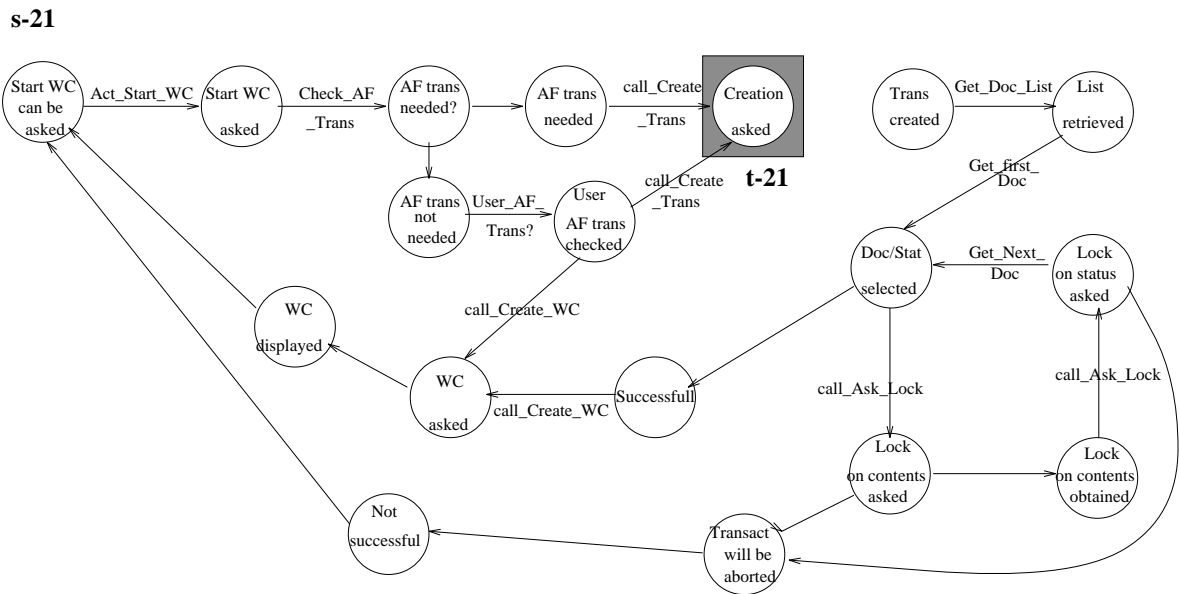 s-21
Start WC
can be
asked
Act_Start_WC
Start WC
asked
Check_AF
_Trans
AF trans
needed?
AF trans
needed
call_Create
_Trans
Creation
asked
t-21
Trans
created
Get_Doc_List
List
retrieved
Get_first_
Doc
AF trans
not
needed
User_AF_
Trans?
User
AF trans
checked
call_Create
_Trans
Doc/Stat
selected
Get_Next_
Doc
Lock
on status
asked
call_Create_WC
WC
displayed
WC
asked
call_Create_WC
Successfull
call_Ask_Lock
call_Ask_Lock
Lock
on contents
asked
Lock
on contents
obtained
Not
successful
Transact
will be
aborted